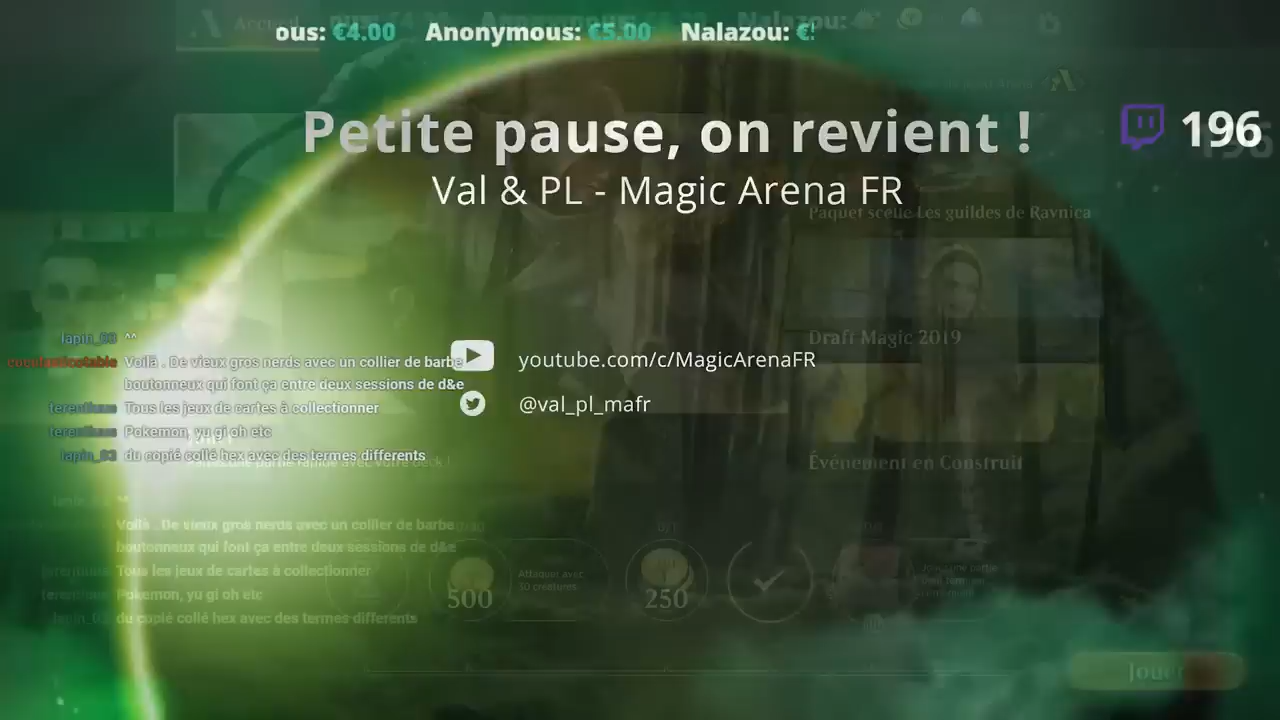 ous: €4.00 Anonymous: €5.00 Nalazou: €
Petite pause, on revient !
196
Val & PL - Magic Arena FR
Paquet scellé Les guildes de Ravnica
Draft Magic 2019
Événement en Construit
lapin_03 ^^
Voilà . De vieux gros nerds avec un collier de barbe
boutonneux qui font ça entre deux sessions de d&e
Tous les jeux de cartes à collectionner
Pokemon, yu gi oh etc
lapin_03 du copié collé hex avec des termes differents
youtube.com/c/MagicArenaFR
@val_pl_mafr
Voilà . De vieux gros nerds avec un collier de barbe
boutonneux qui font ça entre deux sessions de d&e
Tous les jeux de cartes à collectionner
Pokemon, yu gi oh etc
du copié collé hex avec des termes differents
500
Attaquer avec
30 créatures.
250
Jouer